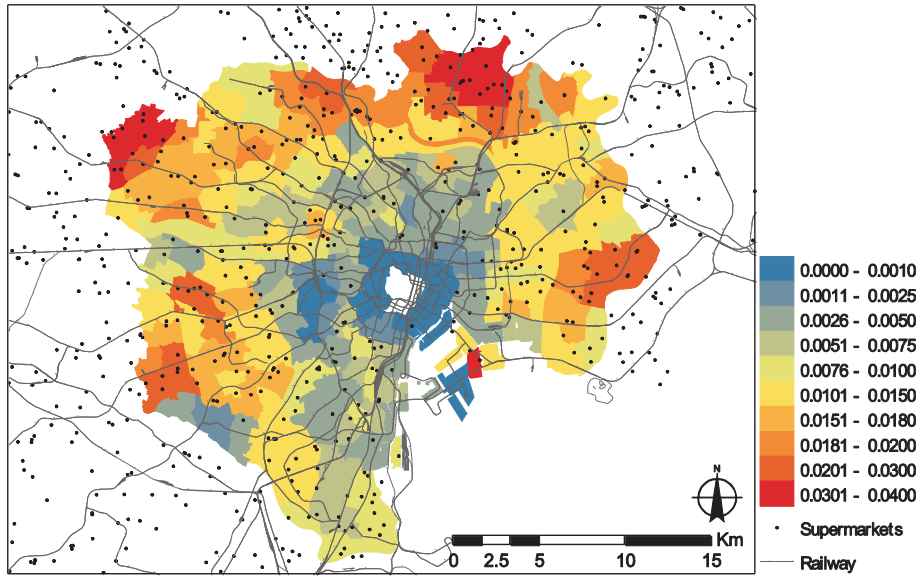 0.0000 - 0.0010
0.0011 - 0.0025
0.0026 - 0.0050
0.0051 - 0.0075
0.0076 - 0.0100
0.0101 - 0.0150
0.0151 - 0.0180
0.0181 - 0.0200
0.0201 - 0.0300
0.0301 - 0.0400
N
Supermarkets
Km
0 2.5 5 10 15
Railway